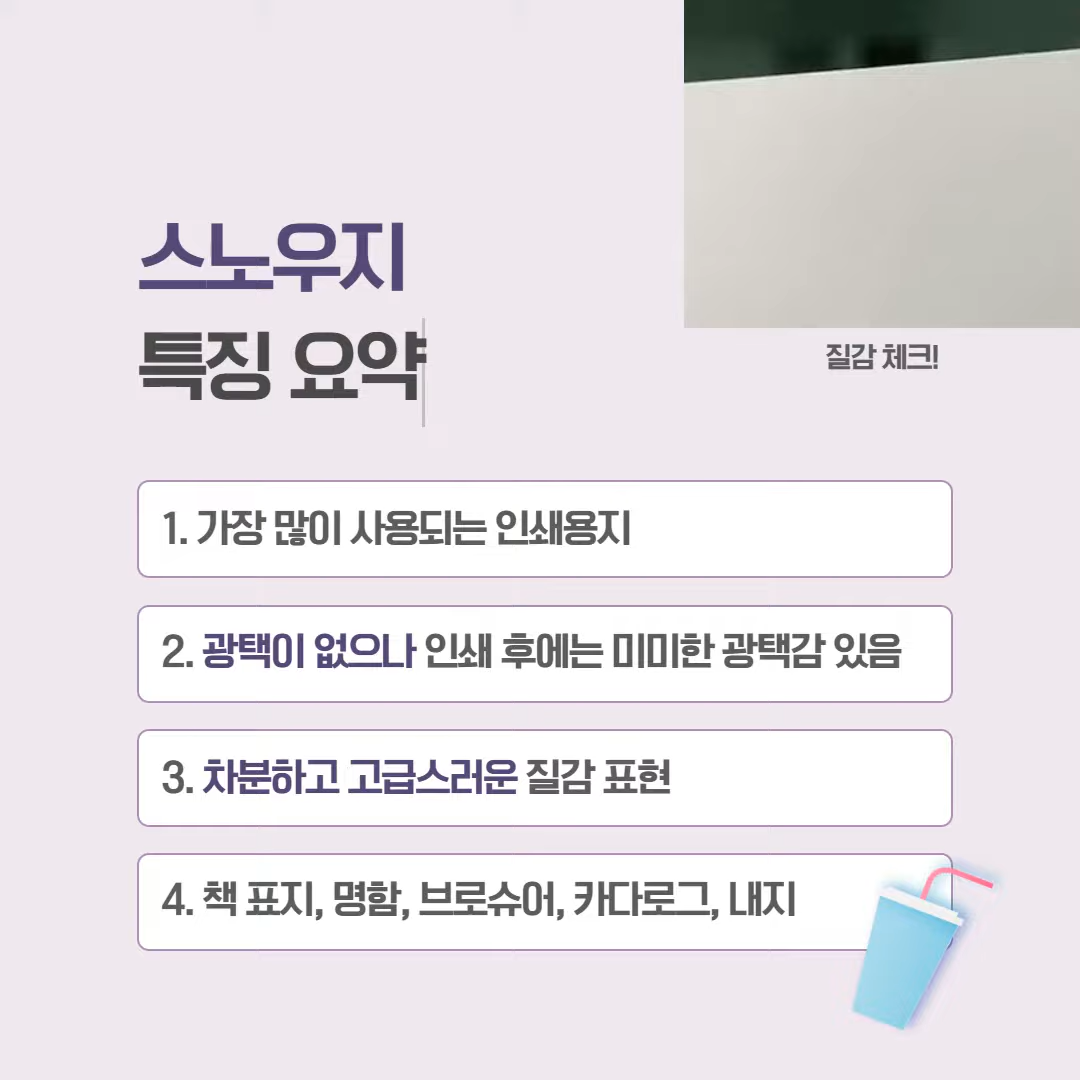 스노우지
특징 요약
질감 체크!
1. 가장 많이 사용되는 인쇄용지
2. 광택이 없으나 인쇄 후에는 미미한 광택감 있음
3. 차분하고 고급스러운 질감 표현
4. 책 표지, 명함, 브로슈어, 카다로그, 내지